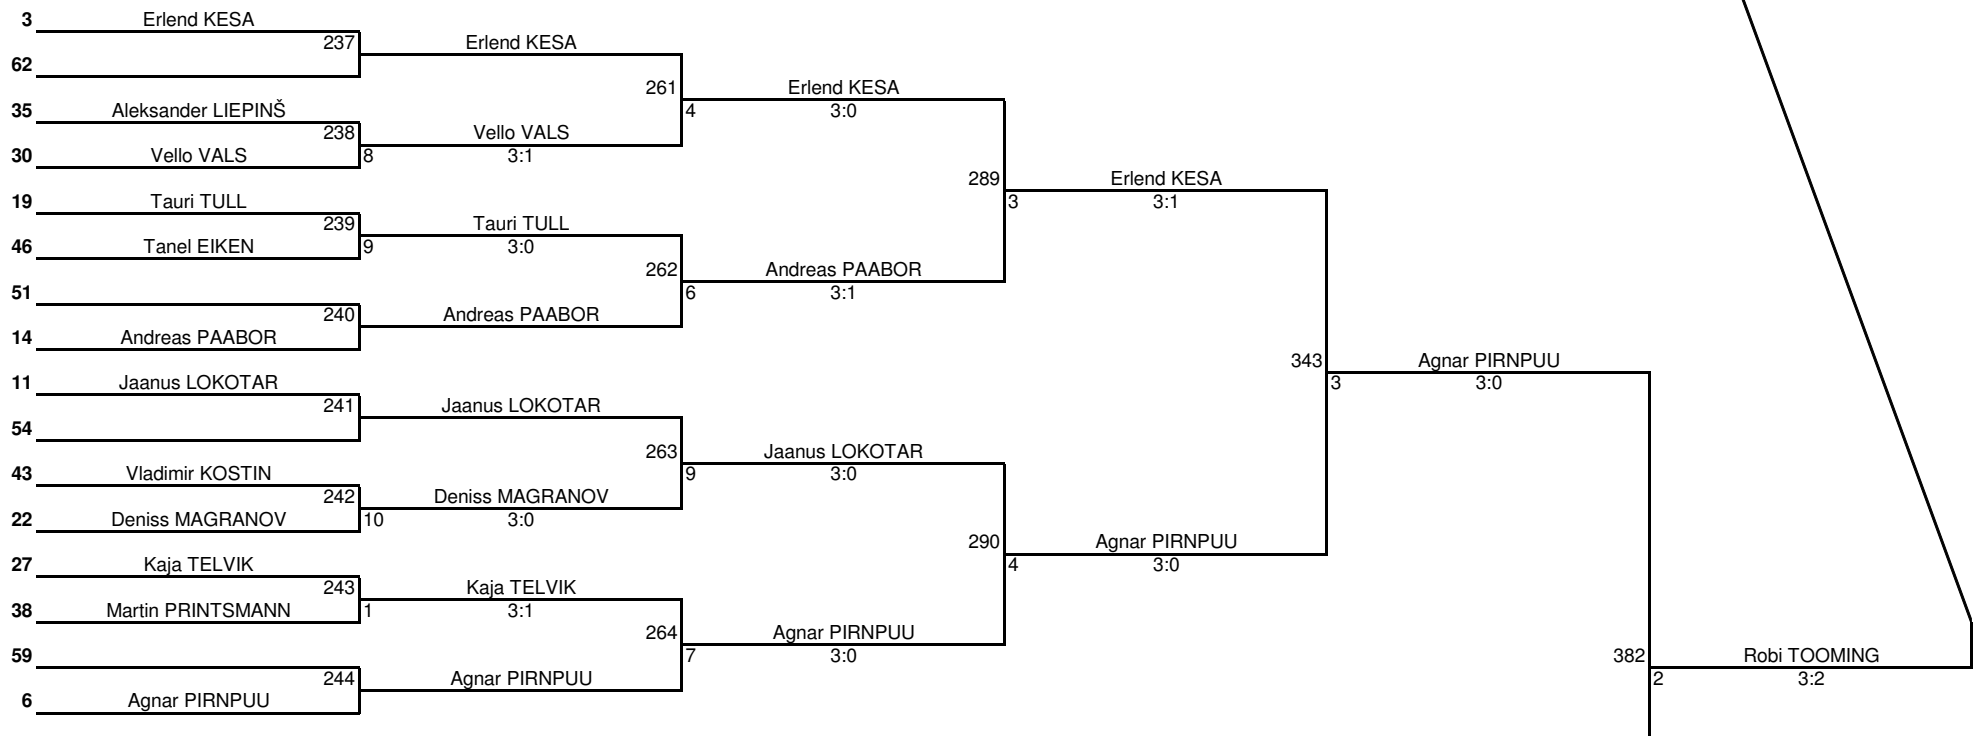 3 Erlend KESA
237 Erlend KESA
62
261 Erlend KESA
4 3:0
35 Aleksander LIEPINŠ
238 Vello VALS
30 Vello VALS 8 3:1
19 Tauri TULL
289 Erlend KESA
3 3:1
239 Tauri TULL
46 Tanel EIKEN 9 3:0
262 Andreas PAABOR
6 3:1
51
240 Andreas PAABOR
14 Andreas PAABOR
343 Agnar PIRNPUU
3 3:0
11 Jaanus LOKOTAR
241 Jaanus LOKOTAR
54
263 Jaanus LOKOTAR
9 3:0
43 Vladimir KOSTIN
242 Deniss MAGRANOV
22 Deniss MAGRANOV 10 3:0
290 Agnar PIRNPUU
4 3:0
27 Kaja TELVIK
243 Kaja TELVIK
38 Martin PRINTSMANN 1 3:1
264 Agnar PIRNPUU
7 3:0
59
244 Agnar PIRNPUU
6 Agnar PIRNPUU
382 Robi TOOMING
2 3:2